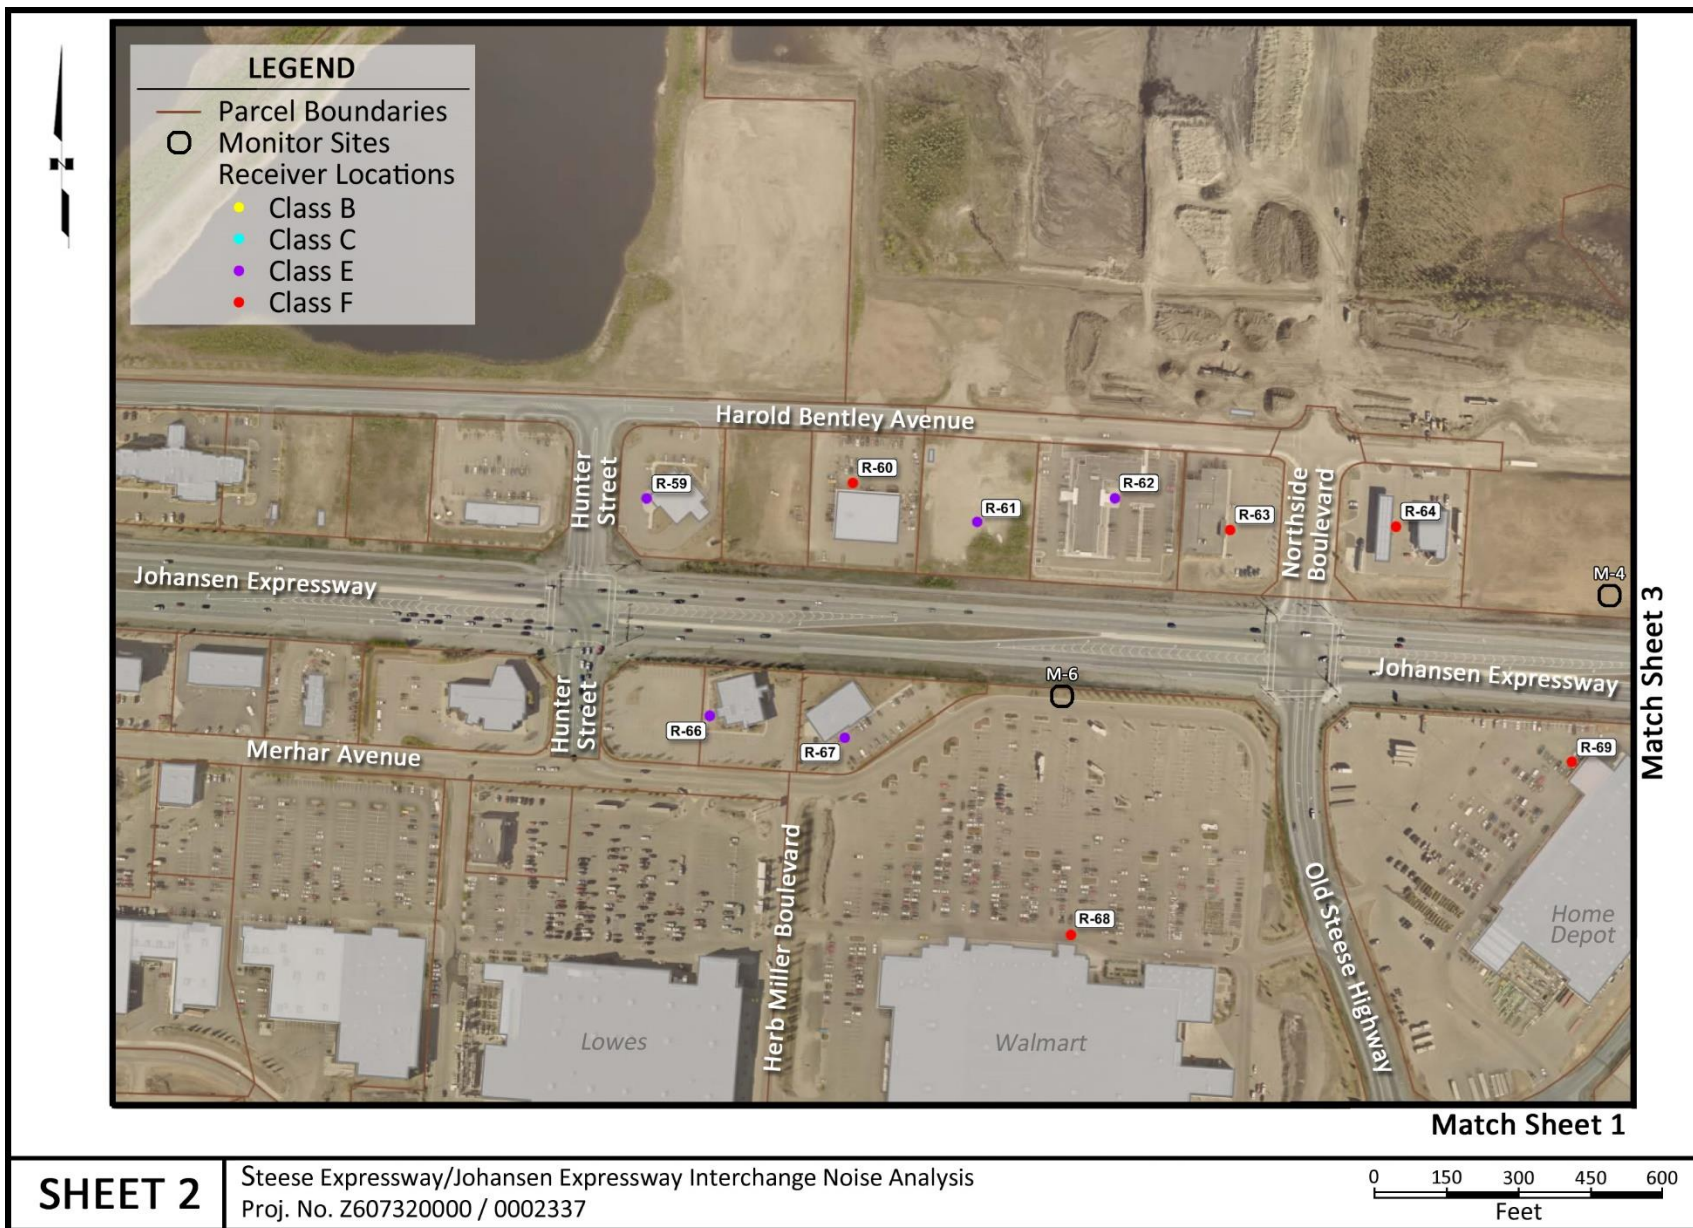 LEGEND
Parcel Boundaries
Monitor Sites
Receiver Locations
Class B
Class C
Class E
Class F
N
Harold Bentley Avenue
Hunter
Street
R-59
R-60
R-61
R-62
R-63
Northside
Boulevard
R-64
M-4
Johansen Expressway
Match Sheet 3
M-6
Johansen Expressway
Hunter
Street
R-66
R-67
Merhar Avenue
R-69
Herb Miller Boulevard
R-68
Old Steese Highway
Home
Depot
Lowes
Walmart
Match Sheet 1
SHEET 2
Steese Expressway/Johansen Expressway Interchange Noise Analysis
Proj. No. Z607320000 / 0002337
0 150 300 450 600
Feet